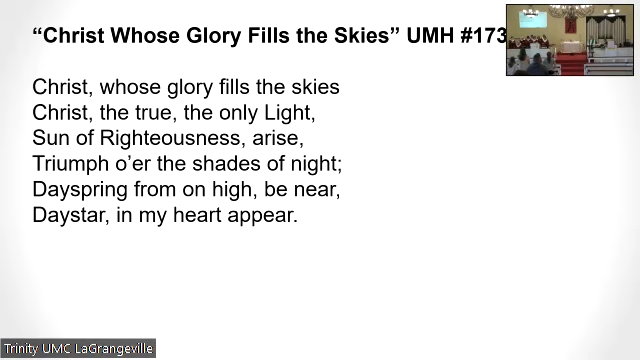 “Christ Whose Glory Fills the Skies” UMH #173
Christ, whose glory fills the skies
Christ, the true, the only Light,
Sun of Righteousness, arise,
Triumph o’er the shades of night;
Dayspring from on high, be near,
Daystar, in my heart appear.
Trinity UMC LaGrangeville